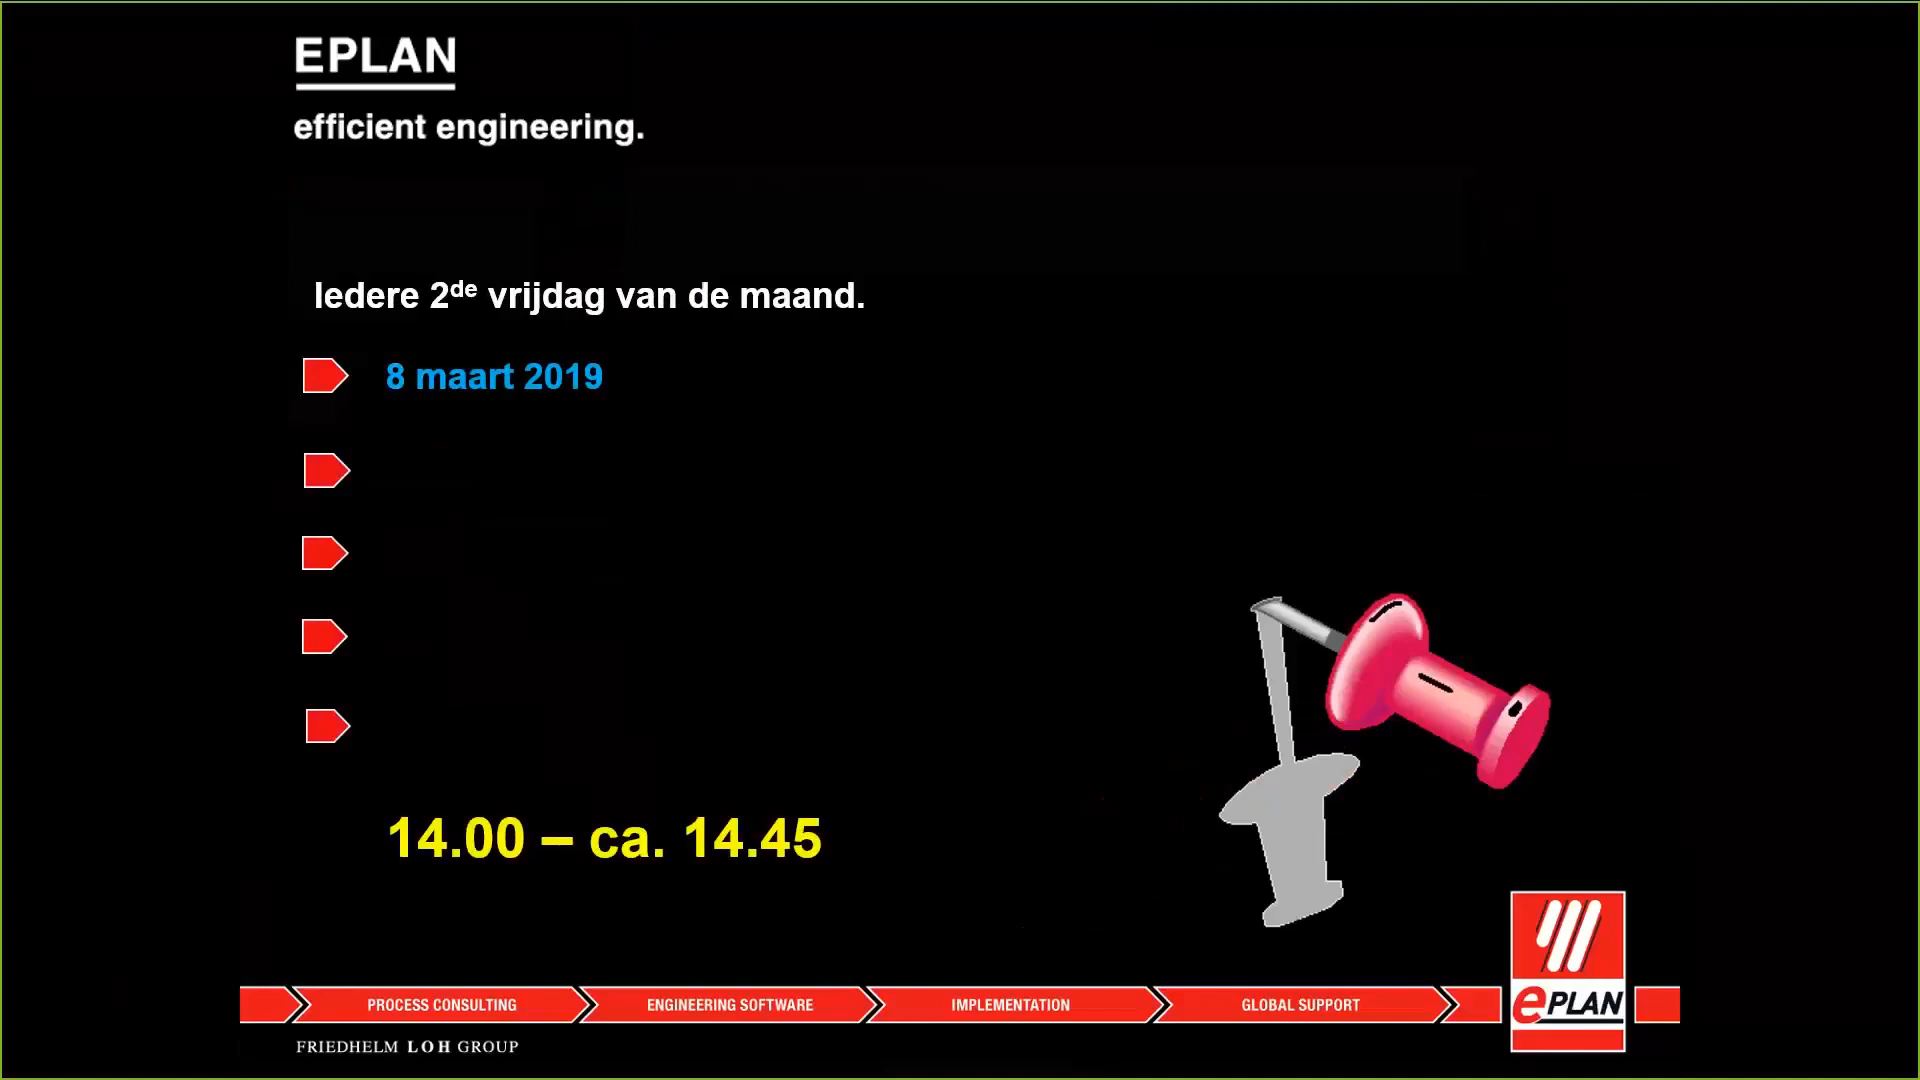 EPLAN
efficient engineering.
Iedere 2de vrijdag van de maand.
8 maart 2019
14.00 – ca. 14.45
PROCESS CONSULTING
ENGINEERING SOFTWARE
IMPLEMENTATION
GLOBAL SUPPORT
ePLAN
FRIEDHELM LOH GROUP